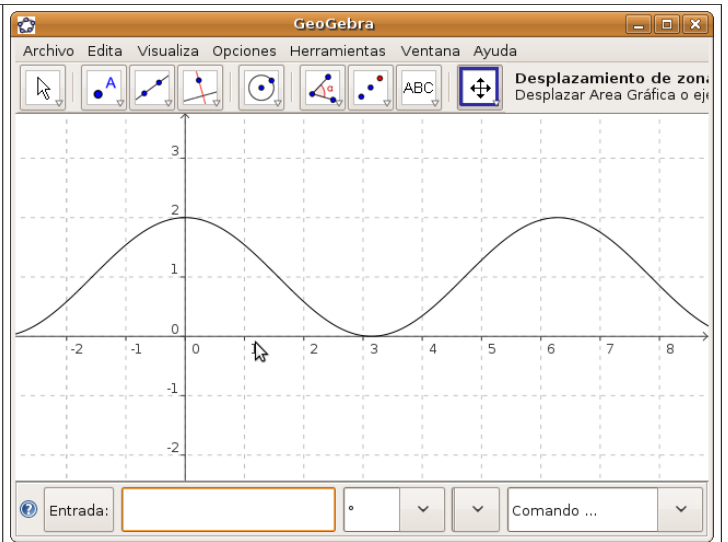 GeoGebra
Archivo Edita Visualiza Opciones Herramientas Ventana Ayuda
A
α
ABC
Desplazamiento de zona
Desplazar Area Gráfica o eje
3
2
1
0
-2 -1 0 1 2 3 4 5 6 7 8
-1
-2
Entrada:
°
Comando ...